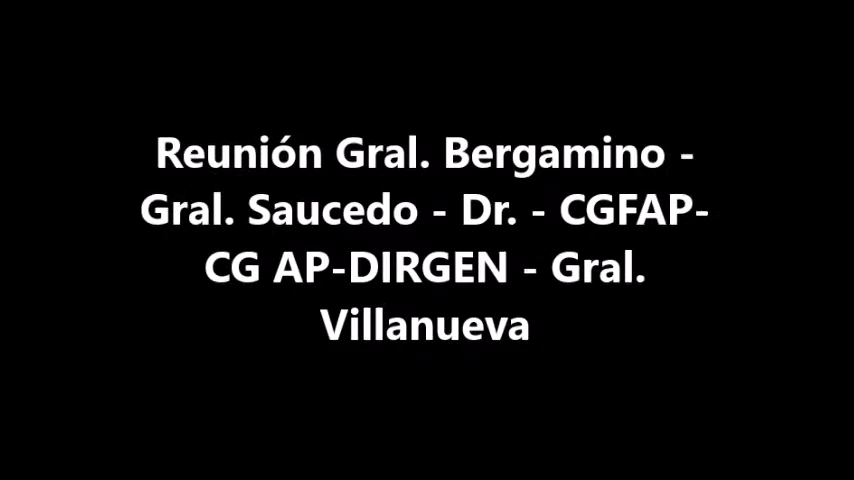 Reunión Gral. Bergamino -
Gral. Saucedo - Dr. - CGFAP-
CG AP-DIRGEN - Gral.
Villanueva